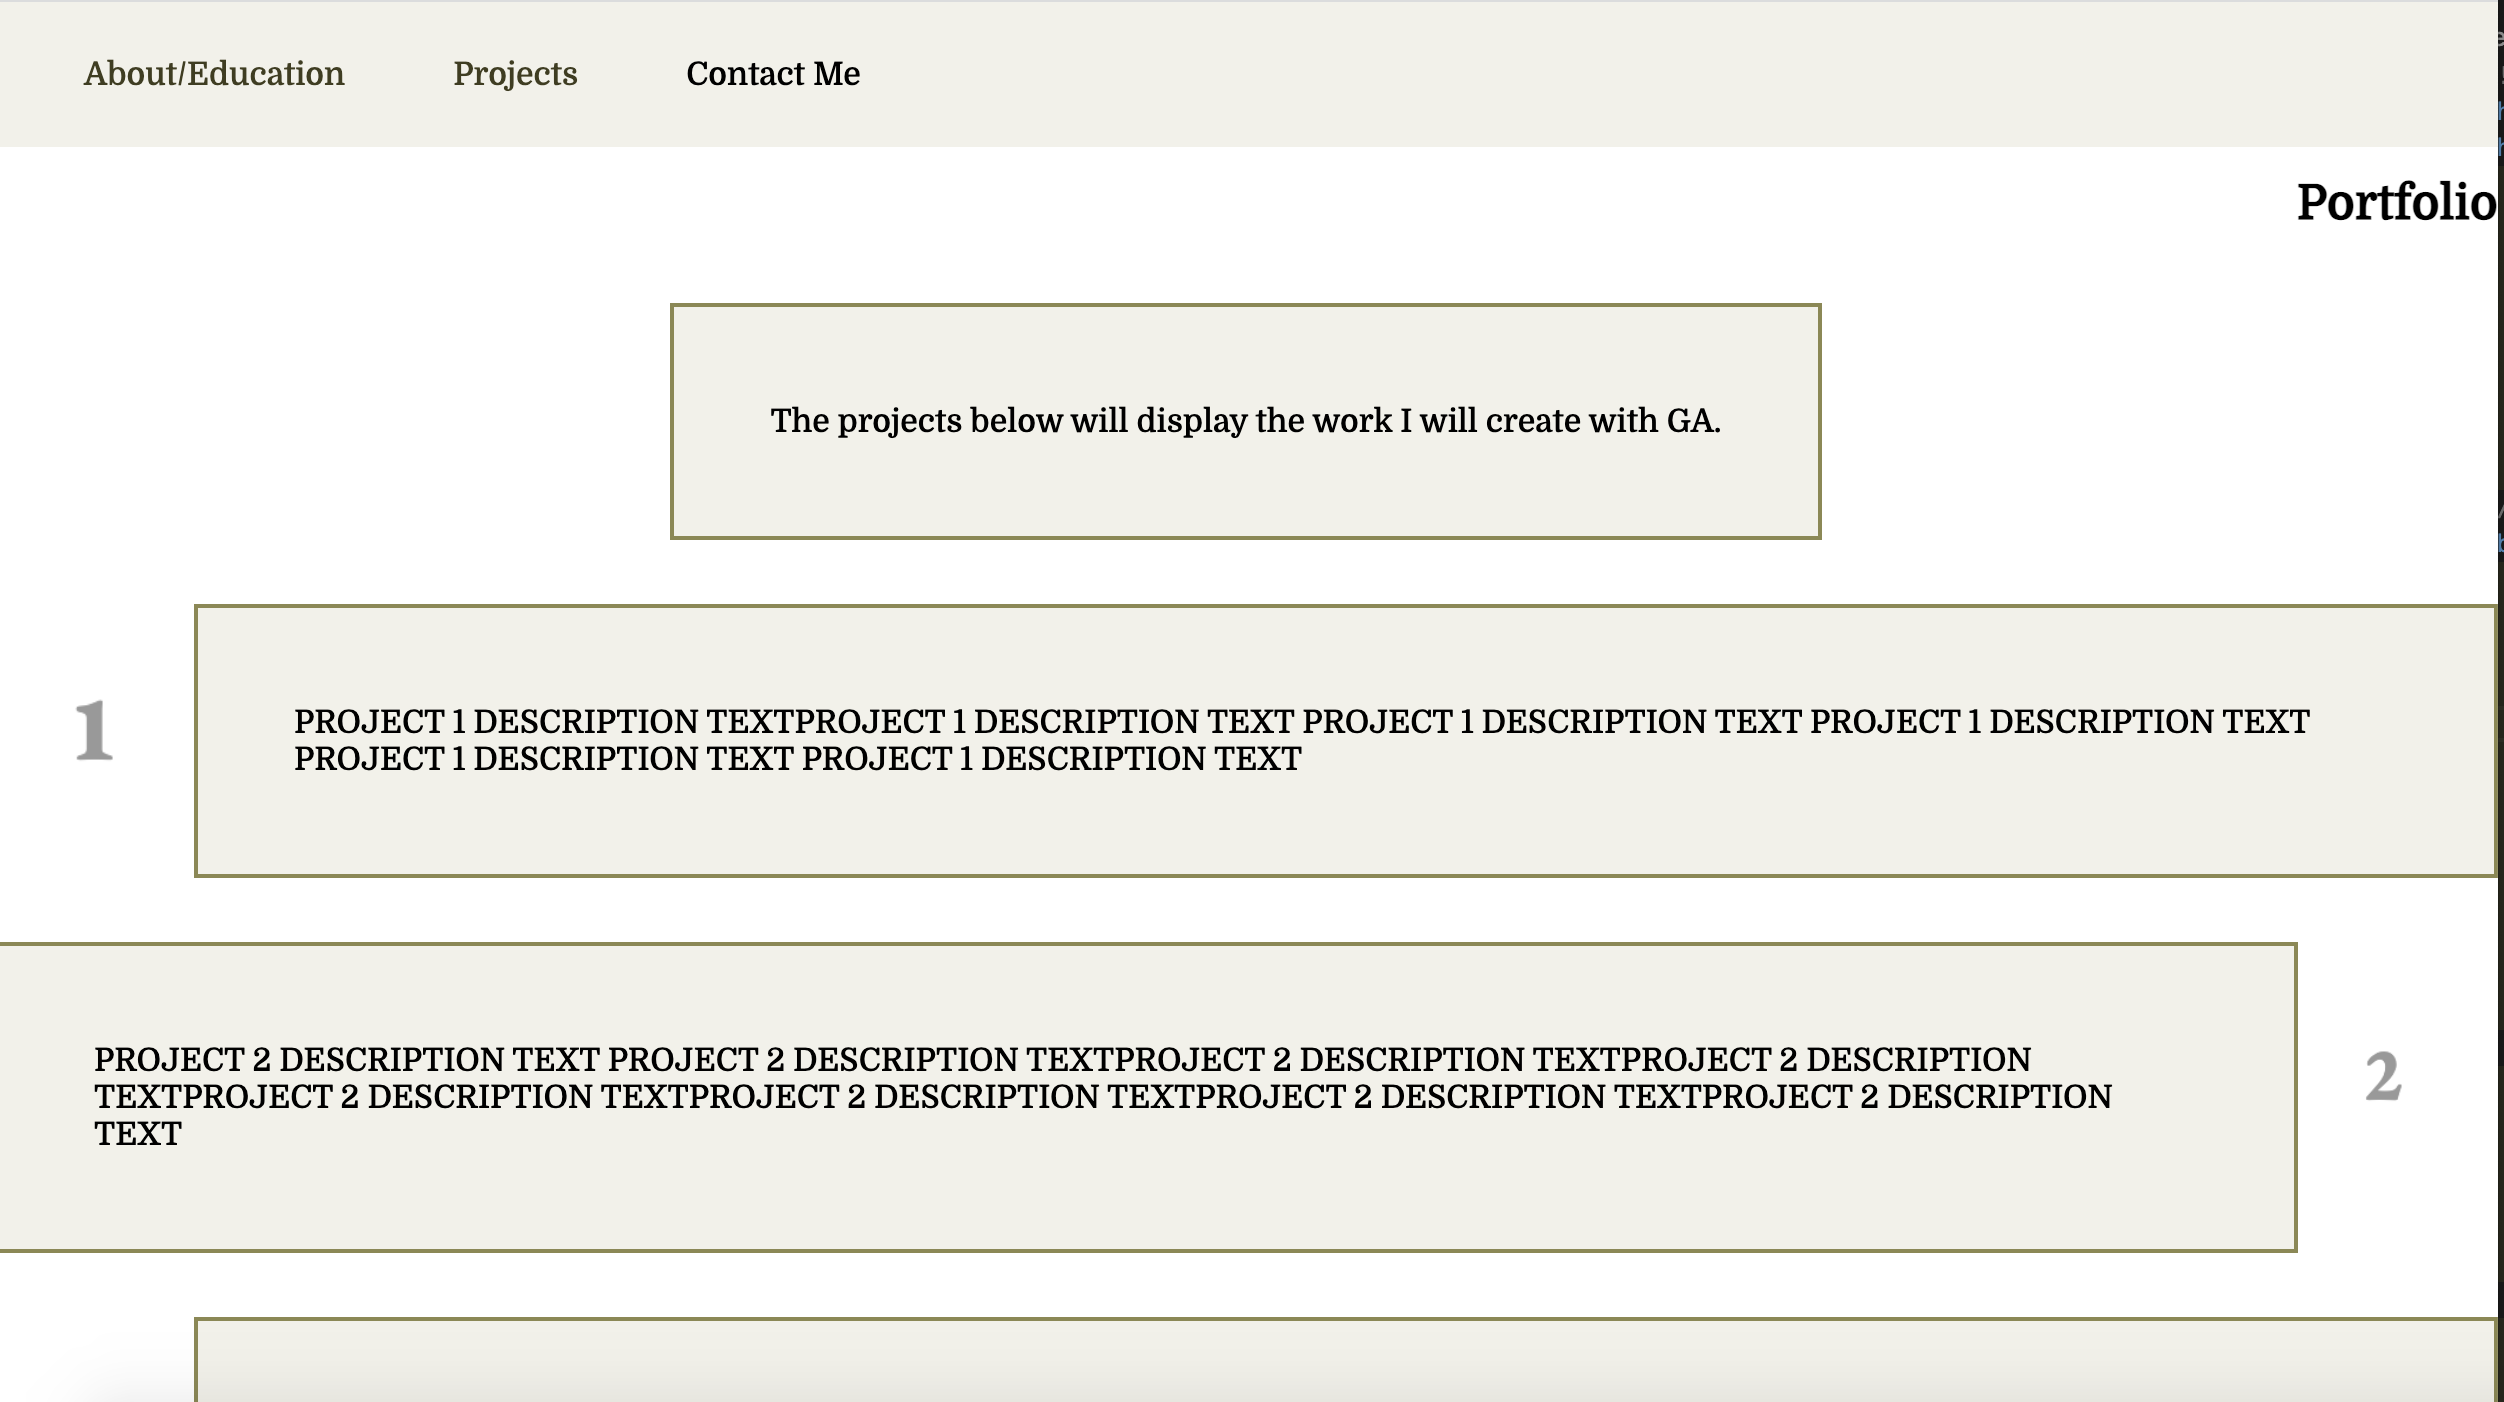 About/Education Projects Contact Me
Portfolio
The projects below will display the work I will create with GA.
1
PROJECT 1 DESCRIPTION TEXTPROJECT 1 DESCRIPTION TEXT PROJECT 1 DESCRIPTION TEXT PROJECT 1 DESCRIPTION TEXT
PROJECT 1 DESCRIPTION TEXT PROJECT 1 DESCRIPTION TEXT
PROJECT 2 DESCRIPTION TEXT PROJECT 2 DESCRIPTION TEXTPROJECT 2 DESCRIPTION TEXTPROJECT 2 DESCRIPTION
TEXTPROJECT 2 DESCRIPTION TEXTPROJECT 2 DESCRIPTION TEXTPROJECT 2 DESCRIPTION TEXTPROJECT 2 DESCRIPTION
TEXT
2